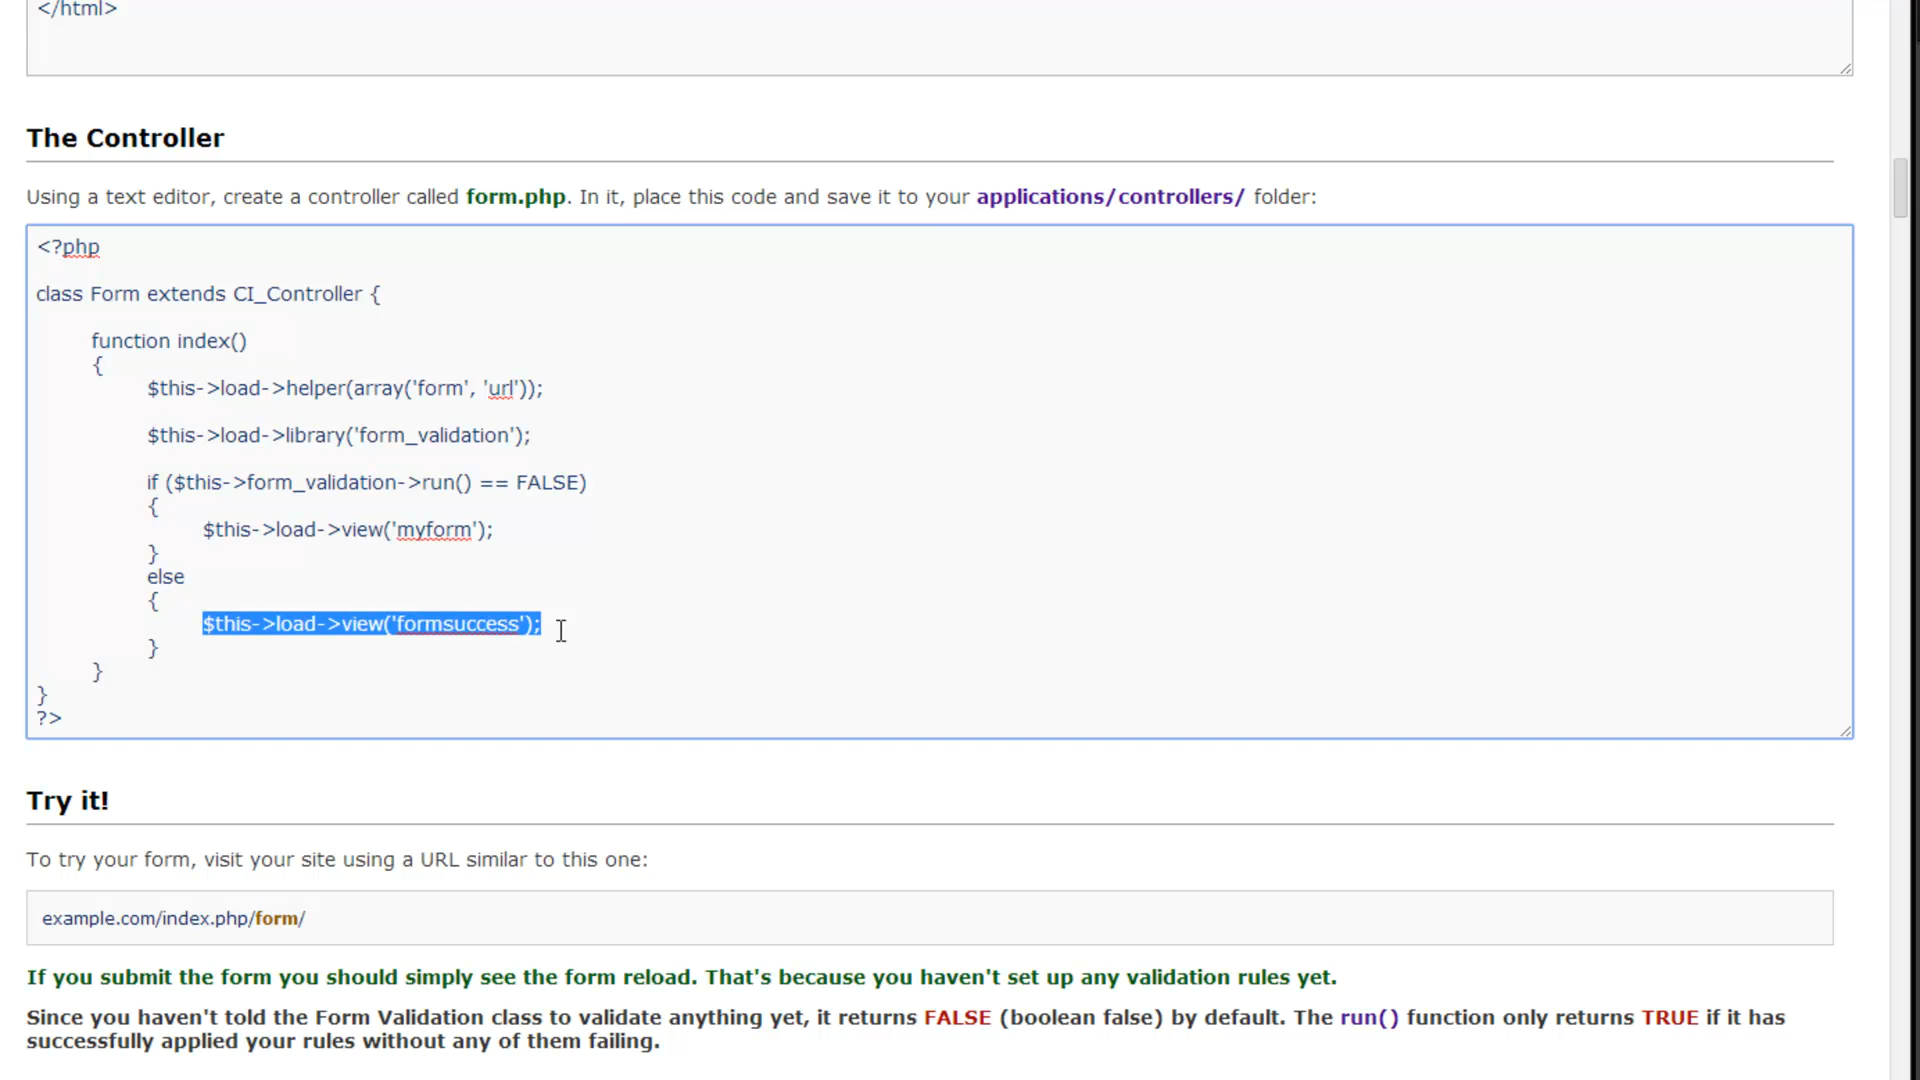 </html>
The Controller
Using a text editor, create a controller called form.php. In it, place this code and save it to your applications/controllers/ folder:
<?php
class Form extends CI_Controller {
function index()
{
$this->load->helper(array('form', 'url'));
$this->load->library('form_validation');
if ($this->form_validation->run() == FALSE)
{
$this->load->view('myform');
}
else
{
$this->load->view('formsuccess');
}
}
}
?>
Try it!
To try your form, visit your site using a URL similar to this one:
example.com/index.php/form/
If you submit the form you should simply see the form reload. That's because you haven't set up any validation rules yet.
Since you haven't told the Form Validation class to validate anything yet, it returns FALSE (boolean false) by default. The run() function only returns TRUE if it has
successfully applied your rules without any of them failing.